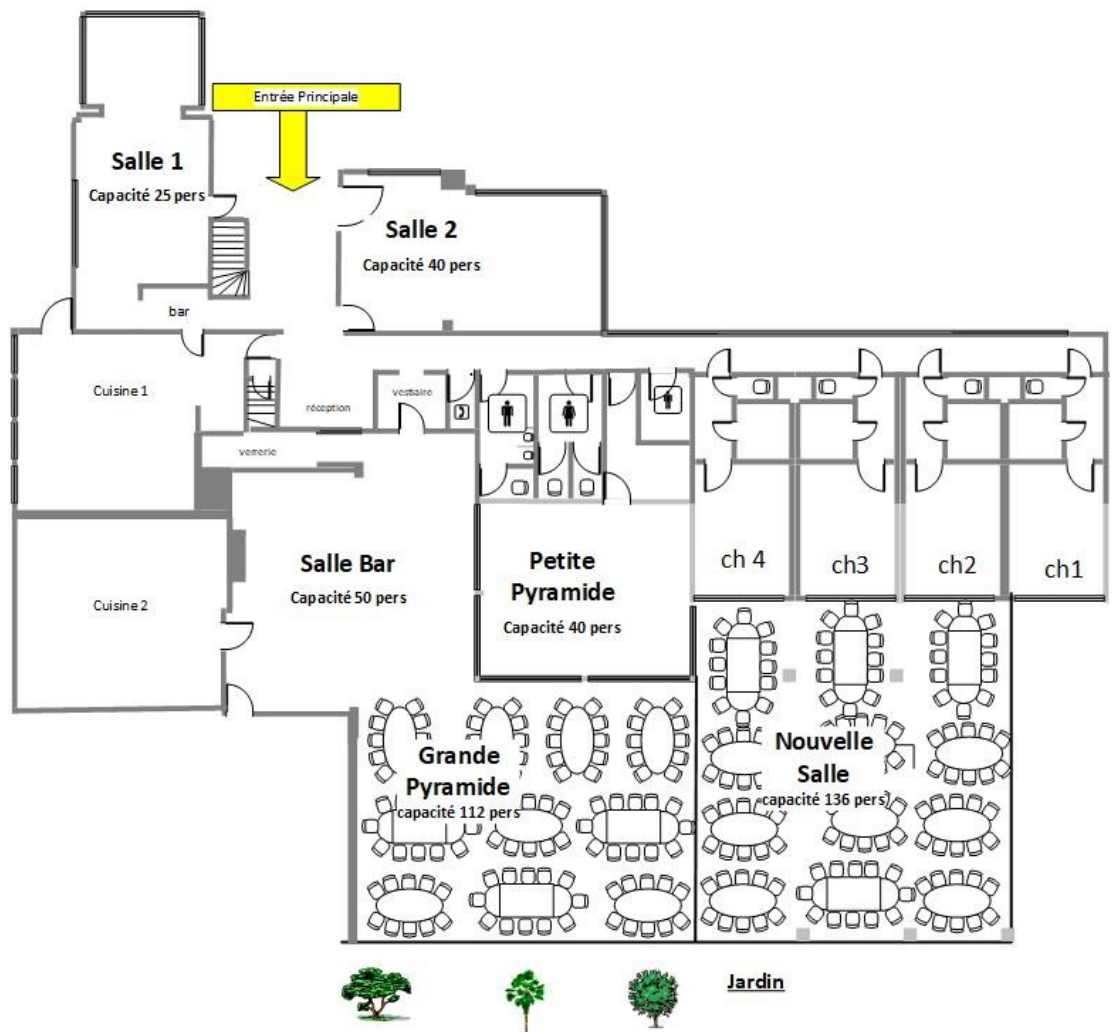 Entrée Principale
Salle 1
Capacité 25 pers
Salle 2
Capacité 40 pers
bar
Cuisine 1
réception
vestiaire
verrerie
Salle Bar
Capacité 50 pers
Petite
Pyramide
Capacité 40 pers
ch 4
ch3
ch2
ch1
Cuisine 2
Grande
Pyramide
capacité 112 pers
Nouvelle
Salle
capacité 136 pers
Jardin